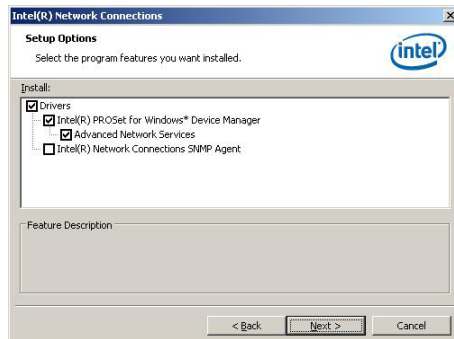 Intel(R) Network Connections
Setup Options
Select the program features you want installed.
intel
Install:
Drivers
Intel(R) PROSet for Windows* Device Manager
Advanced Network Services
Intel(R) Network Connections SNMP Agent
Feature Description
< Back
Next >
Cancel